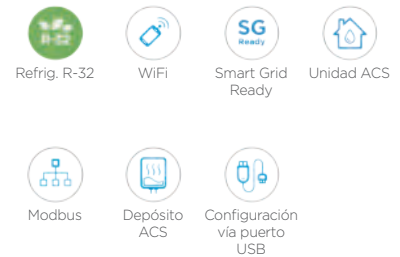 R-32
SG
Ready
Refrig. R-32
WiFi
Smart Grid
Ready
Unidad ACS
Modbus
Depósito
ACS
Configuración
vía puerto
USB